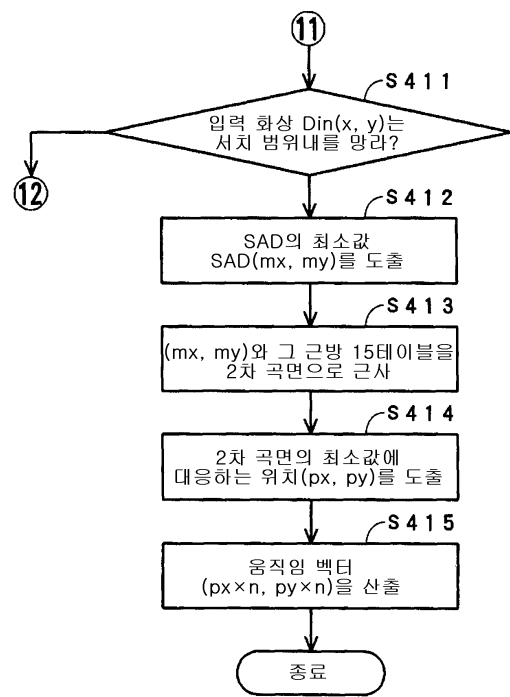 11
S411
입력 화상 Din(x, y)는
서치 범위내를 망라?
12
S412
SAD의 최소값
SAD(mx, my)를 도출
S413
(mx, my)와 그 근방 15테이블을
2차 곡면으로 근사
S414
2차 곡면의 최소값에
대응하는 위치(px, py)를 도출
S415
움직임 벡터
(px×n, py×n)을 산출
종료